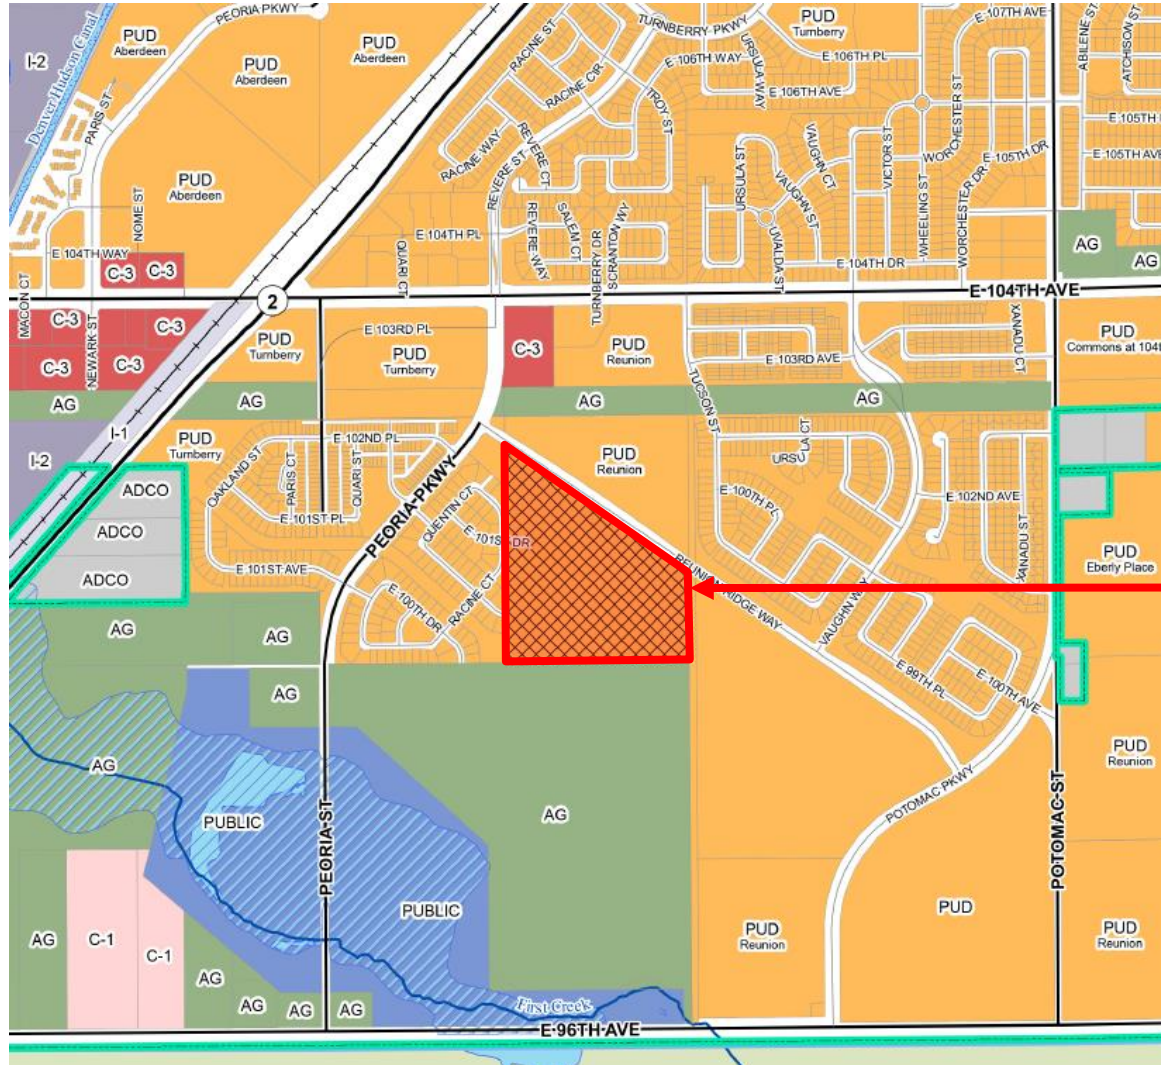 PEORIA PKWY
PUD
Aberdeen
I-2
PUD
Aberdeen
PUD
Aberdeen
Denver Hudson Canal
PARIS ST
RACINE ST
TURNBERRY PKWY
PUD
Turnberry
E 107TH AVE
ABILENE ST
ATCHISON ST
RACINE CIR
E 106TH WAY
URSULA WAY
E 106TH PL
E 106TH AVE
TROY ST
E 105TH
RACINE WAY
REVERE CT
REVERE ST
URSULA ST
VAUGHN CT
VAUGHN ST
VICTOR ST
WORCHESTER ST
E 105TH DR
E 105TH AVE
PUD
Aberdeen
NOME ST
E 104TH WAY
C-3
C-3
QUARI CT
E 104TH PL
REVERE WAY
SALEM CT
SCRANTON WY
TURNBERRY DR
UVALDA ST
WHEELING ST
WORCHESTER DR
E 104TH DR
AG
AG
MACON CT
2
E 104TH AVE
C-3
C-3
NEWARK ST
C-3
C-3
PUD
Turnberry
E 103RD PL
PUD
Turnberry
C-3
PUD
Reunion
E 103RD AVE
XANADU CT
PUD
Commons at 104t
AG
AG
AG
AG
TUCSON ST
I-1
I-2
PUD
Turnberry
E 102ND PL
OAKLAND ST
PARIS CT
QUARI ST
PEORIA PKWY
PUD
Reunion
URSULA CT
ADCO
ADCO
ADCO
E 101ST PL
E 101ST AVE
QUENTIN CT
E 101ST DR
RACINE CT
E 100TH DR
E 100TH PL
E 102ND AVE
XANADU ST
PUD
Eberly Place
REUNION RIDGE WAY
VAUGHN WAY
AG
AG
AG
E 99TH PL
E 100TH AVE
AG
PUBLIC
PEORIA ST
AG
POTOMAC PKWY
POTOMAC ST
PUD
Reunion
PUBLIC
AG
C-1
C-1
PUD
Reunion
PUD
PUD
Reunion
AG
AG
AG
AG
First Creek
E 96TH AVE